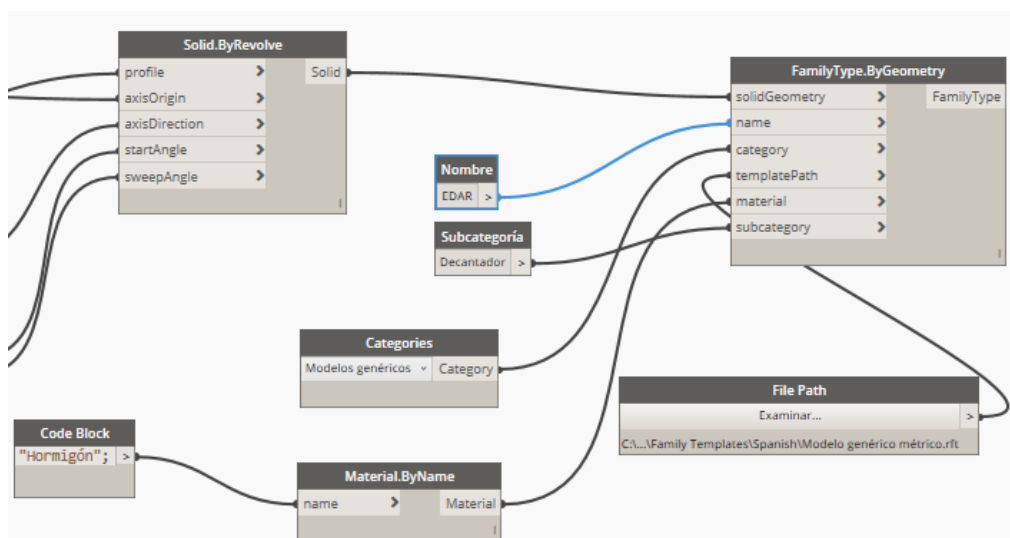 Solid.ByRevolve
profile > Solid
axisOrigin >
axisDirection >
startAngle >
sweepAngle >
l
FamilyType.ByGeometry
solidGeometry > FamilyType
name >
category >
templatePath >
material >
subcategory >
l
Nombre
EDAR >
Subcategoría
Decantador >
Categories
Modelos genéricos Category
File Path
Examinar... >
C:\...\Family Templates\Spanish\Modelo genérico métrico.rft
Code Block
"Hormigón"; >
Material.ByName
name > Material
l